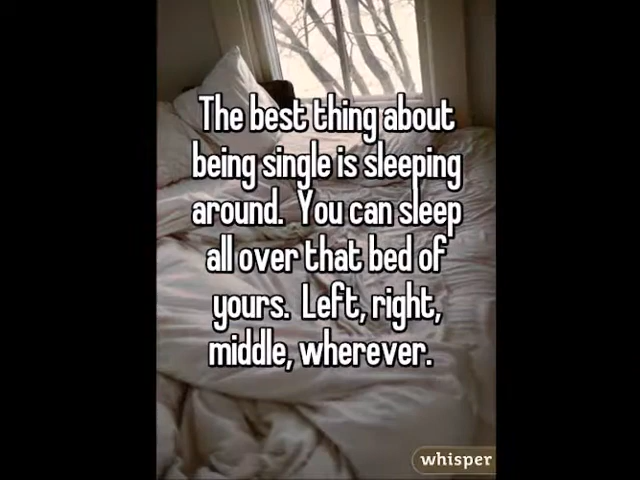 The best thing about
being single is sleeping
around. You can sleep
all over that bed of
yours. Left, right,
middle, wherever.
whisper